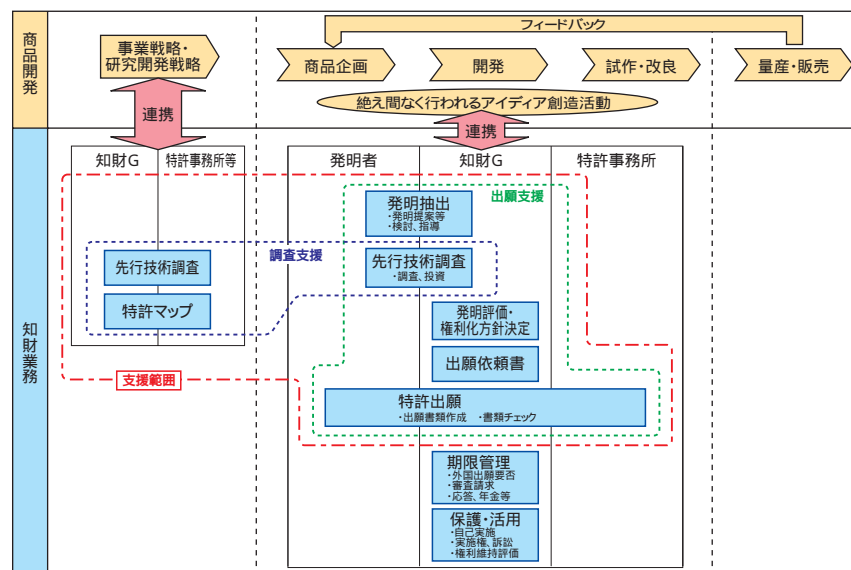 商品開発
フィードバック
事業戦略・
研究開発戦略
商品企画
開発
試作・改良
量産・販売
絶え間なく行われるアイディア創造活動
連携
連携
知財業務
知財G
特許事務所等
発明者
知財G
特許事務所
出願支援
発明抽出
・発明提案等
・検討、指導
調査支援
先行技術調査
先行技術調査
・調査、投資
特許マップ
発明評価・
権利化方針決定
出願依頼書
支援範囲
特許出願
・出願書類作成 ・書類チェック
期限管理
・外国出願要否
・審査請求
・応答、年金等
保護・活用
・自己実施
・実施権、訴訟
・権利維持評価